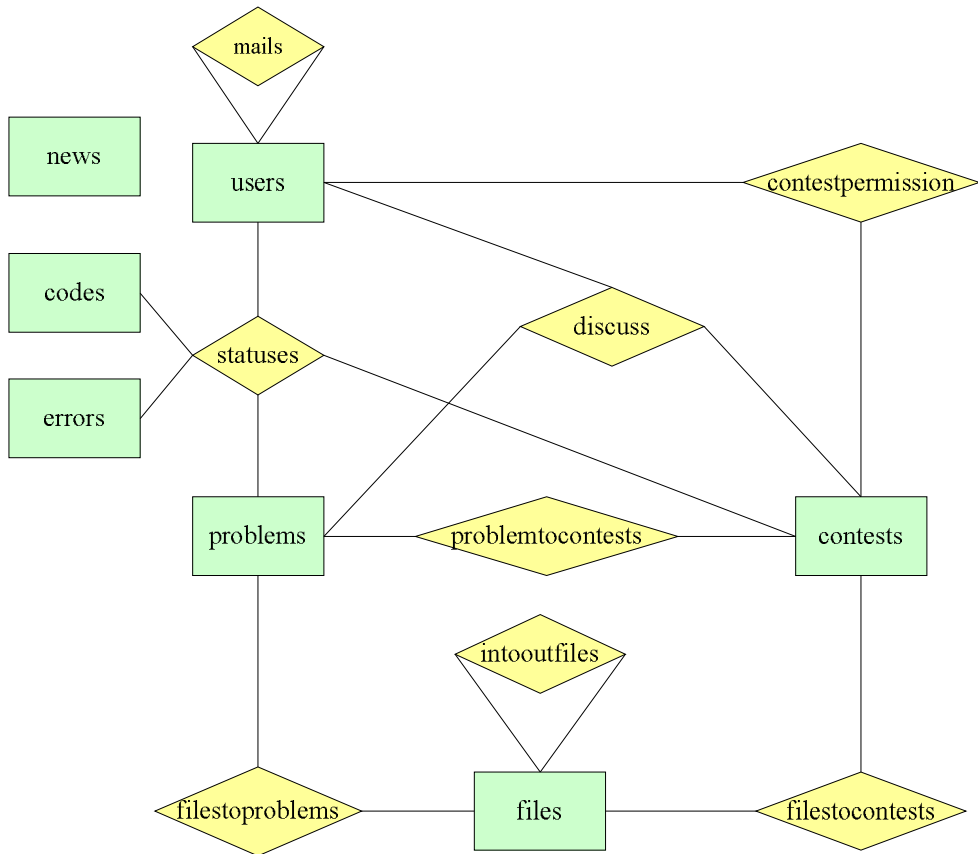 mails
news
users
contestpermission
codes
discuss
statuses
errors
problems
problemtocontests
contests
intooutfiles
filestoproblems
files
filestocontests